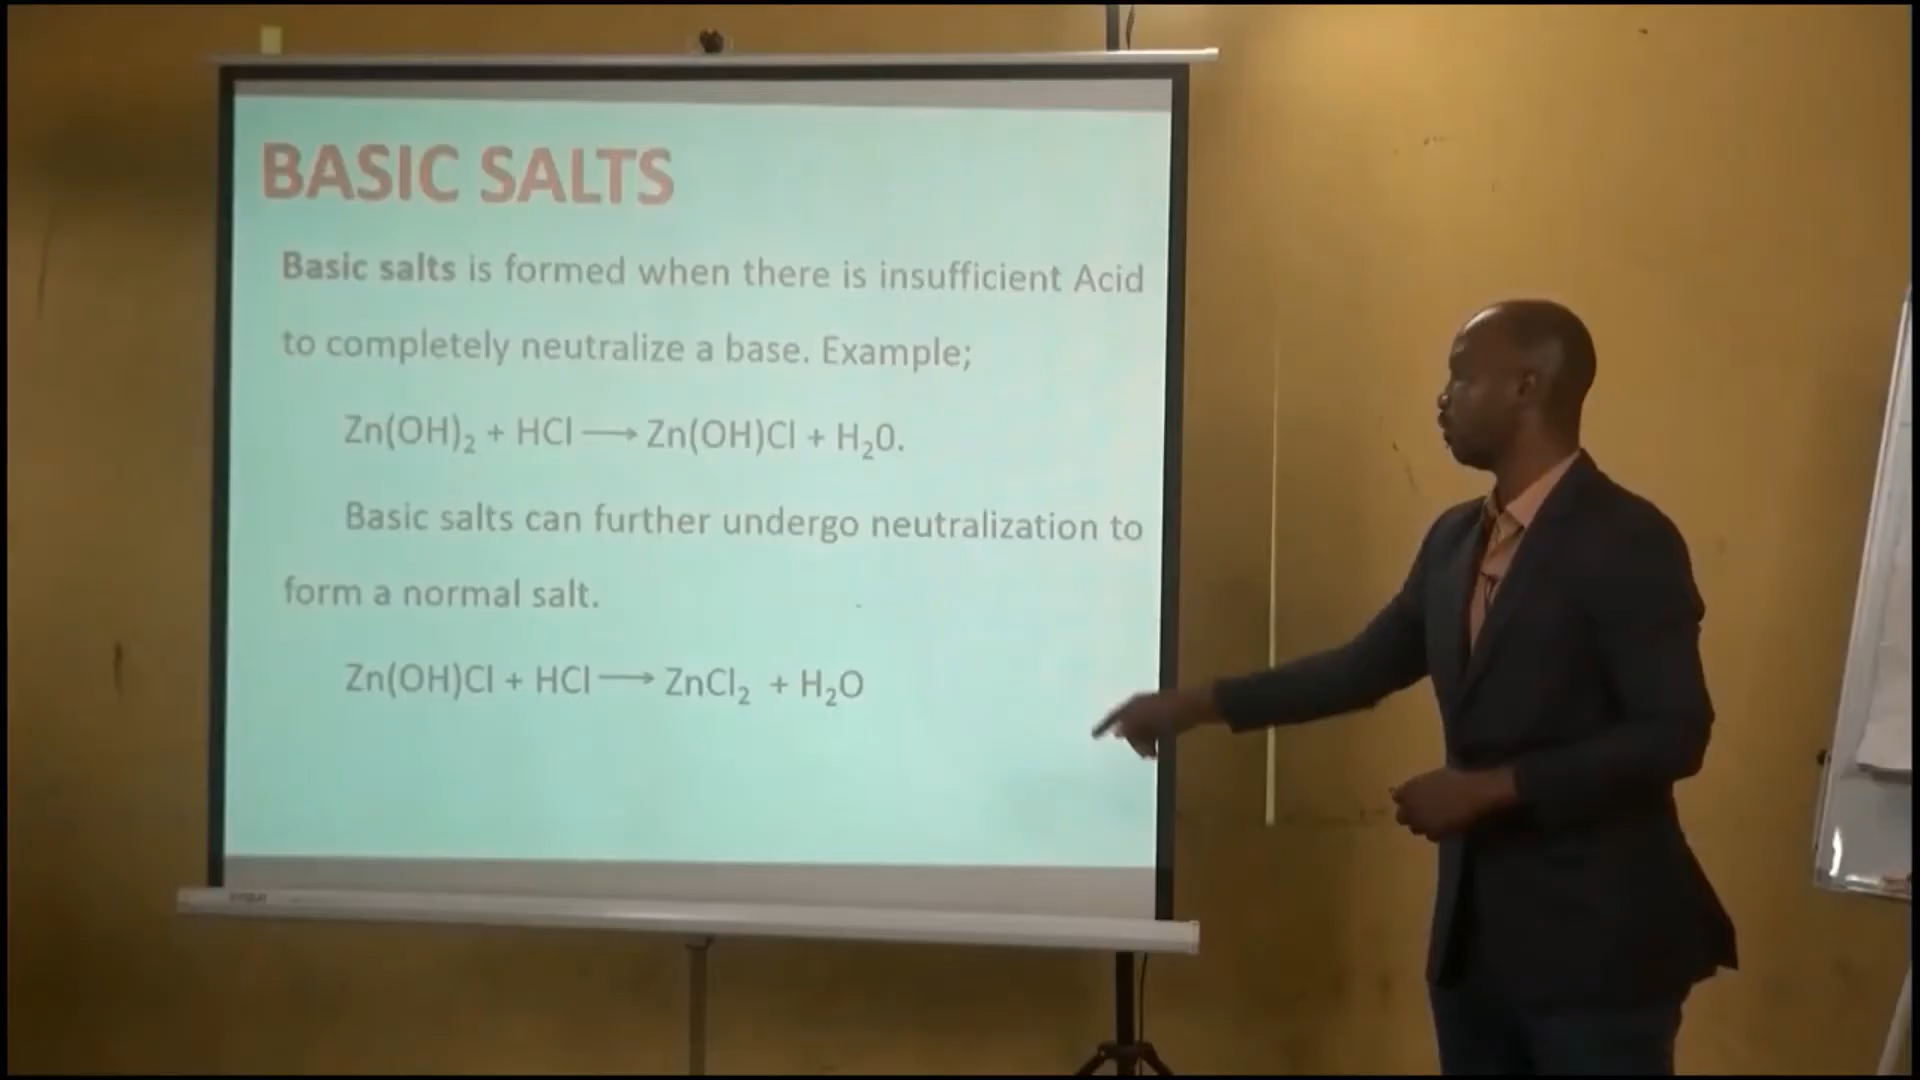 BASIC SALTS
Basic salts is formed when there is insufficient Acid
to completely neutralize a base. Example;
Zn(OH)₂ + HCl ⟶ Zn(OH)Cl + H₂0.
Basic salts can further undergo neutralization to
form a normal salt.
Zn(OH)Cl + HCl ⟶ ZnCl₂ + H₂O